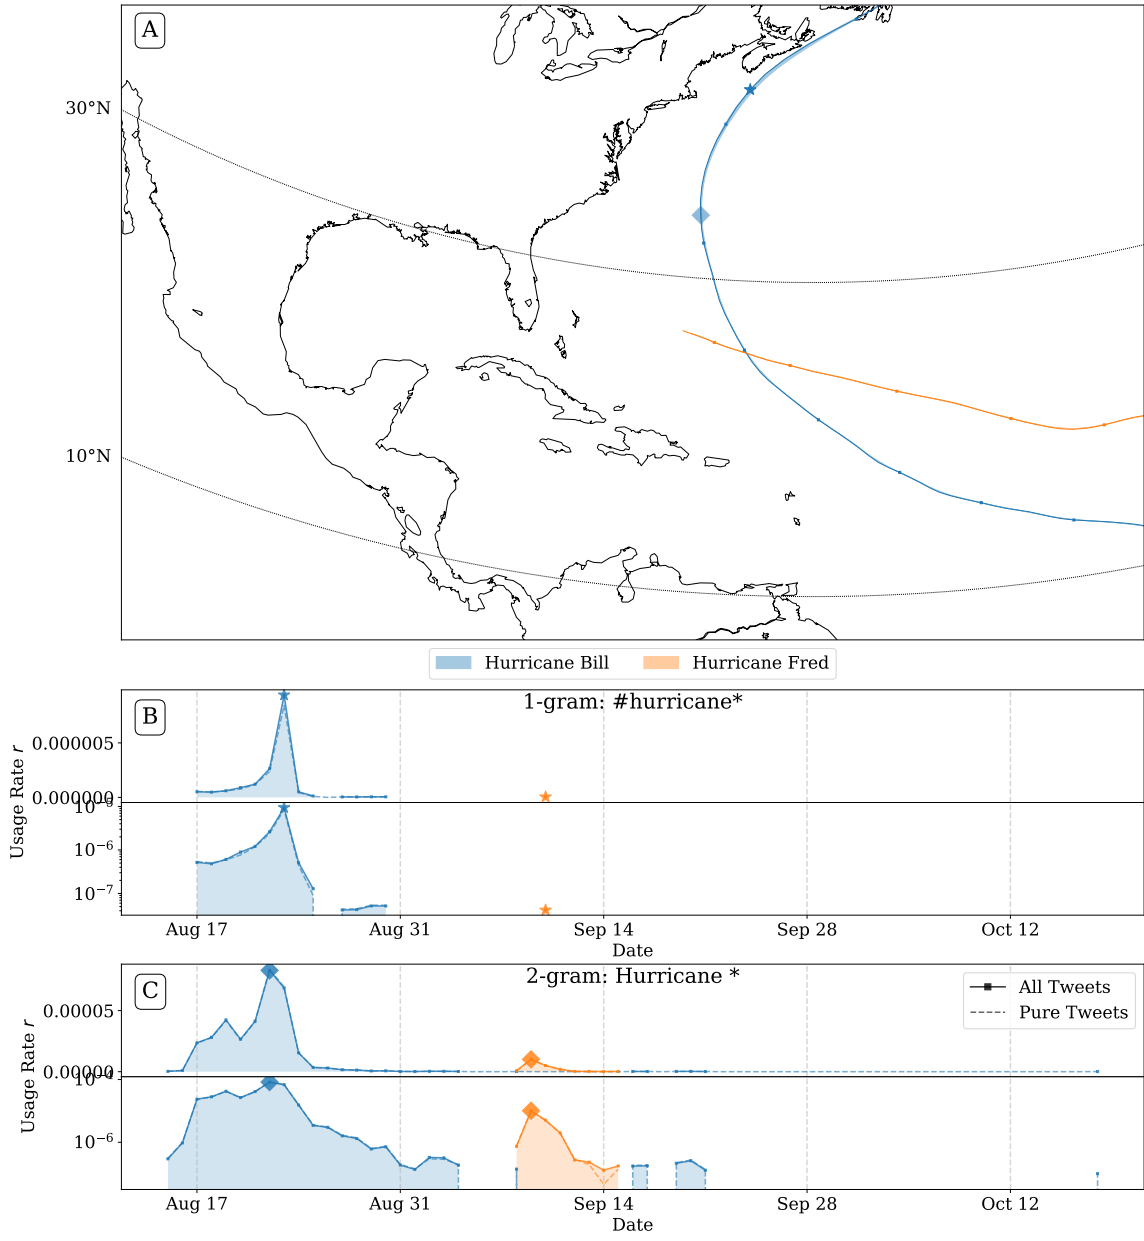 A
30°N
10°N
Hurricane Bill Hurricane Fred
B
1-gram: #hurricane*
Usage Rate r
0.000005
0.000000
10⁻⁶
10⁻⁷
Aug 17 Aug 31 Sep 14 Sep 28 Oct 12
Date
C
2-gram: Hurricane *
All Tweets
Pure Tweets
Usage Rate r
0.00005
0.00000
10⁻⁴
10⁻⁶
Aug 17 Aug 31 Sep 14 Sep 28 Oct 12
Date